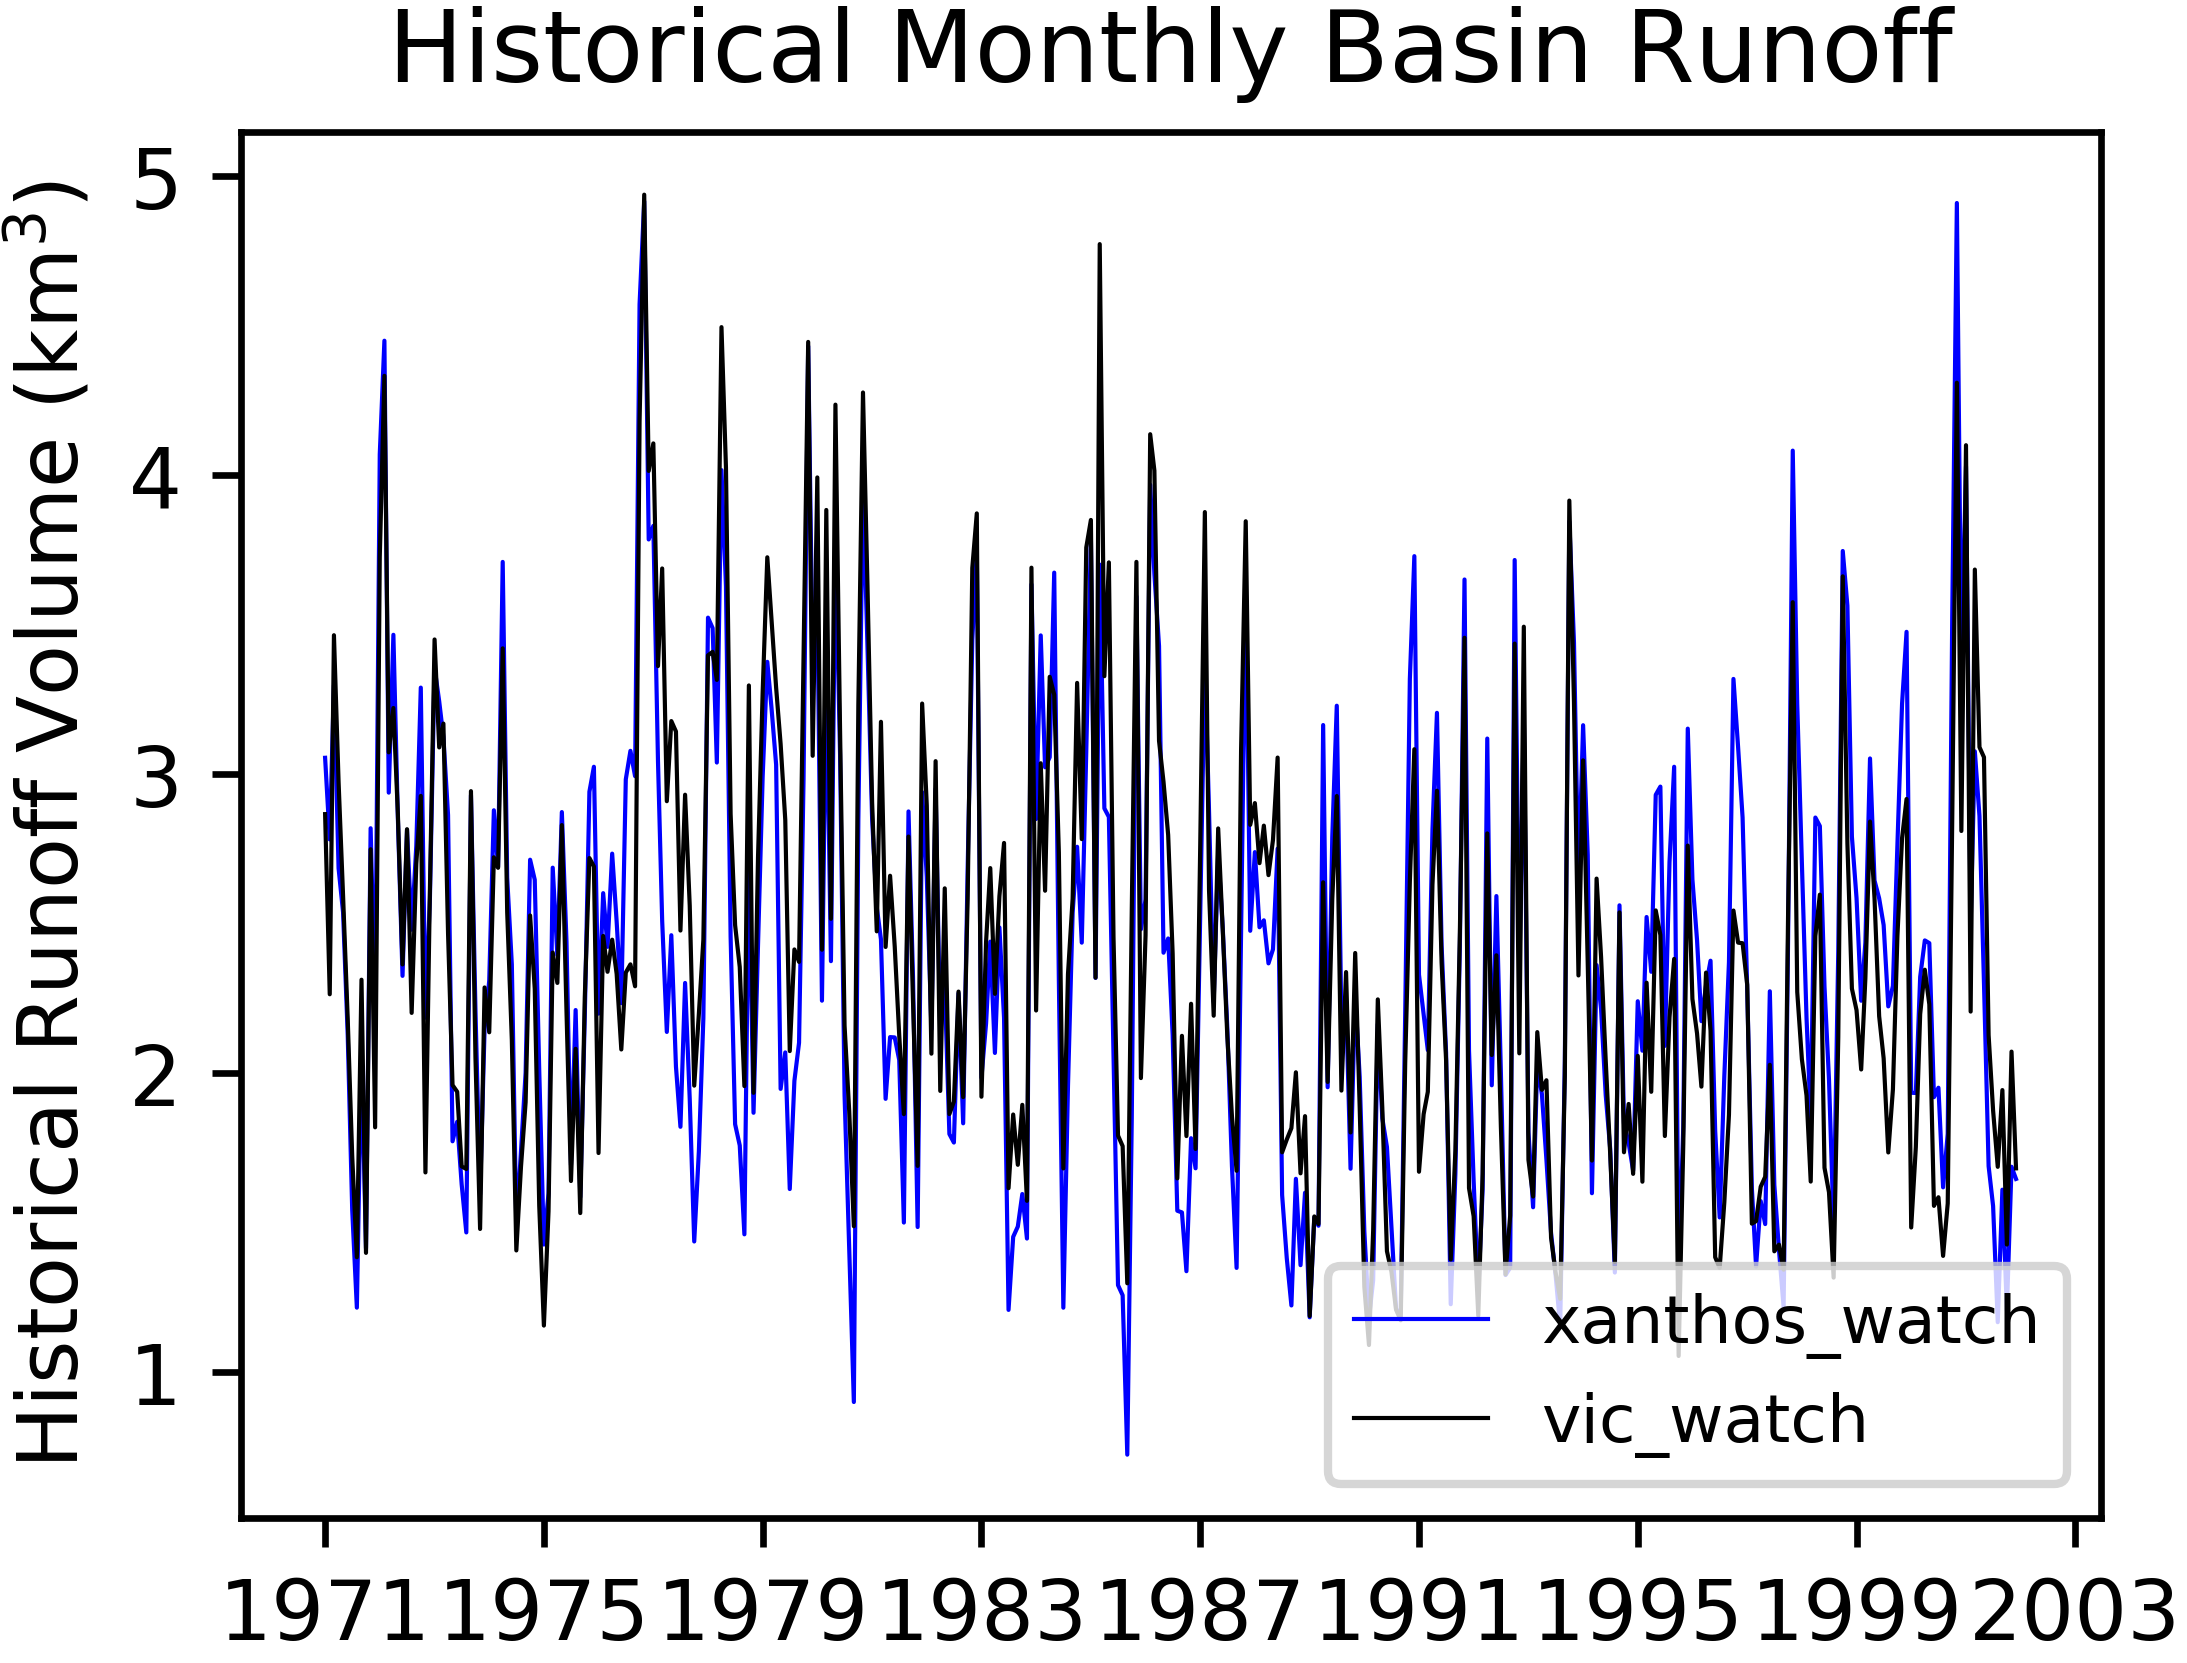 Historical Monthly Basin Runoff
Historical Runoff Volume (km³)
5
4
3
2
1
1971 1975 1979 1983 1987 1991 1995 1999 2003
xanthos_watch
vic_watch